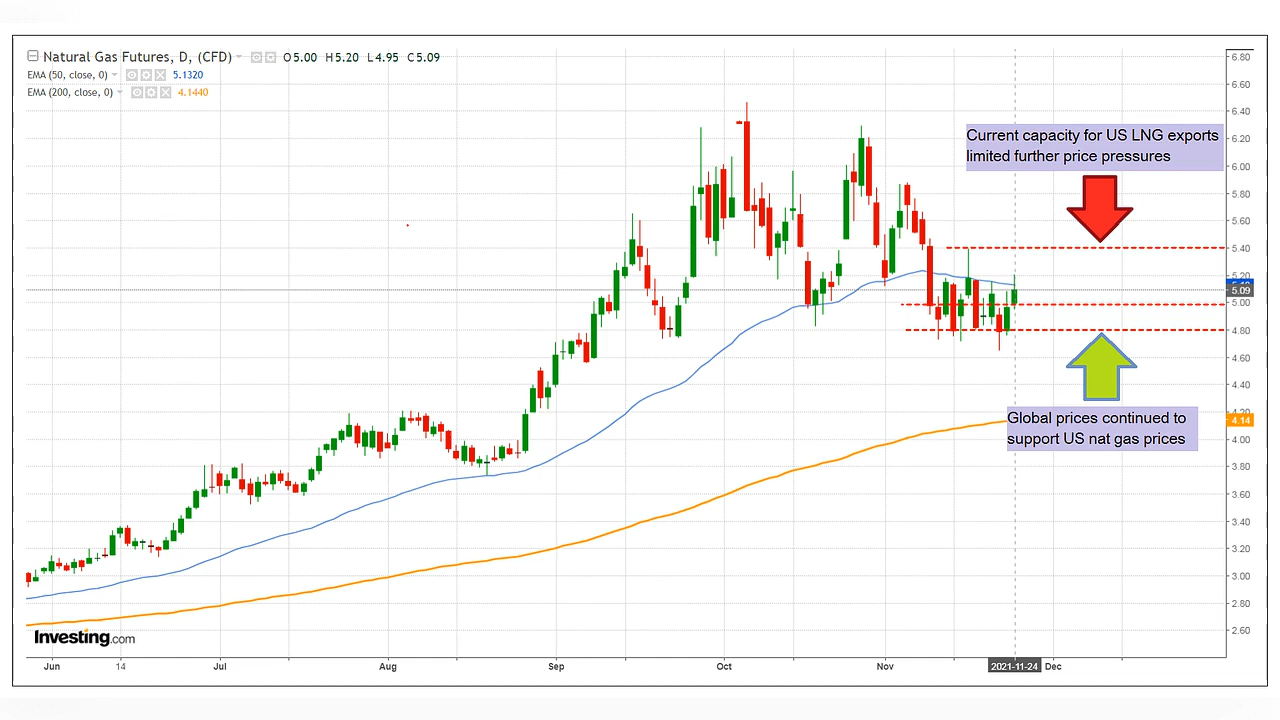 Natural Gas Futures, D, (CFD) O5.00 H5.20 L4.95 C5.09
EMA (50, close, 0) 5.1320
EMA (200, close, 0) 4.1440
6.80
6.60
6.40
6.20
6.00
5.80
5.60
5.40
5.20
5.09
5.00
4.80
4.60
4.40
4.20
4.14
4.00
3.80
3.60
3.40
3.20
3.00
2.80
2.60
Current capacity for US LNG exports
limited further price pressures
Global prices continued to
support US nat gas prices
Investing.com
Jun 14 Jul Aug Sep Oct Nov 2021-11-24 Dec